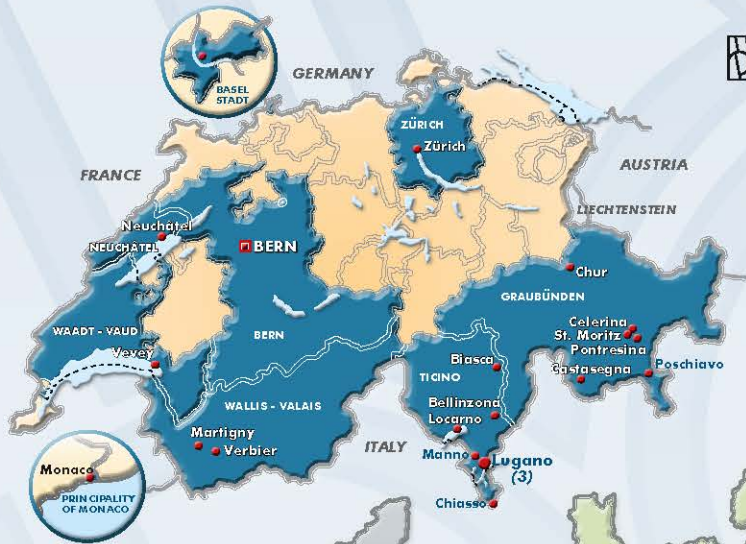 BASEL
STADT
GERMANY
ZÜRICH
Zürich
FRANCE
AUSTRIA
LIECHTENSTEIN
Neuchâtel
NEUCHÂTEL
BERN
Chur
GRAUBÜNDEN
WAADT - VAUD
BERN
Celerina
St. Moritz
Pontresina
Vevey
Biasca
Poschiavo
Castasegna
TICINO
WALLIS - VALAIS
Bellinzona
Locarno
Martigny
Verbier
ITALY
Manno
Lugano
(3)
Monaco
PRINCIPALITY
OF MONACO
Chiasso